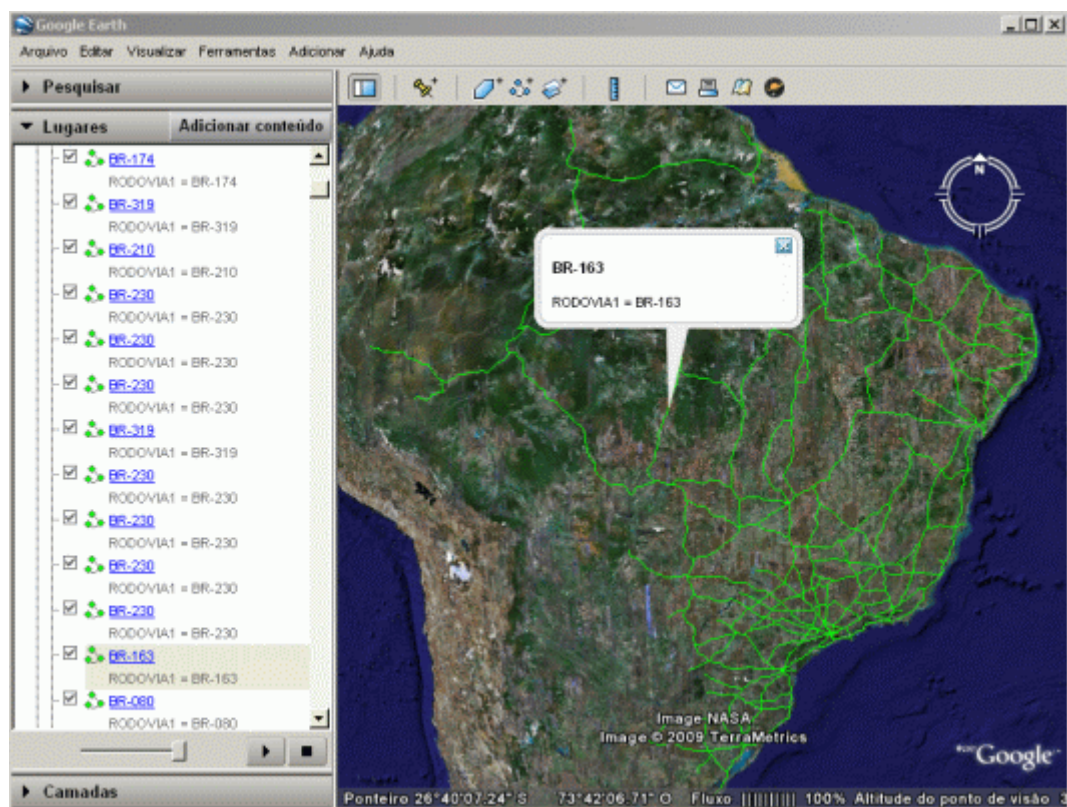 Google Earth
Arquivo Editar Visualizar Ferramentas Adicionar Ajuda
Pesquisar
Lugares Adicionar conteúdo
BR-174
RODOVIA1 = BR-174
BR-319
RODOVIA1 = BR-319
BR-210
RODOVIA1 = BR-210
BR-230
RODOVIA1 = BR-230
BR-230
RODOVIA1 = BR-230
BR-230
RODOVIA1 = BR-230
BR-319
RODOVIA1 = BR-319
BR-230
RODOVIA1 = BR-230
BR-230
RODOVIA1 = BR-230
BR-230
RODOVIA1 = BR-230
BR-230
RODOVIA1 = BR-230
BR-163
RODOVIA1 = BR-163
BR-080
RODOVIA1 = BR-080
Camadas
N
BR-163
RODOVIA1 = BR-163
Image NASA
Image © 2009 TerraMetrics
Google
Ponteiro 26°40'07.24" S 73°42'06.71" O Fluxo ||||||||| 100% Altitude do ponto de visão 3